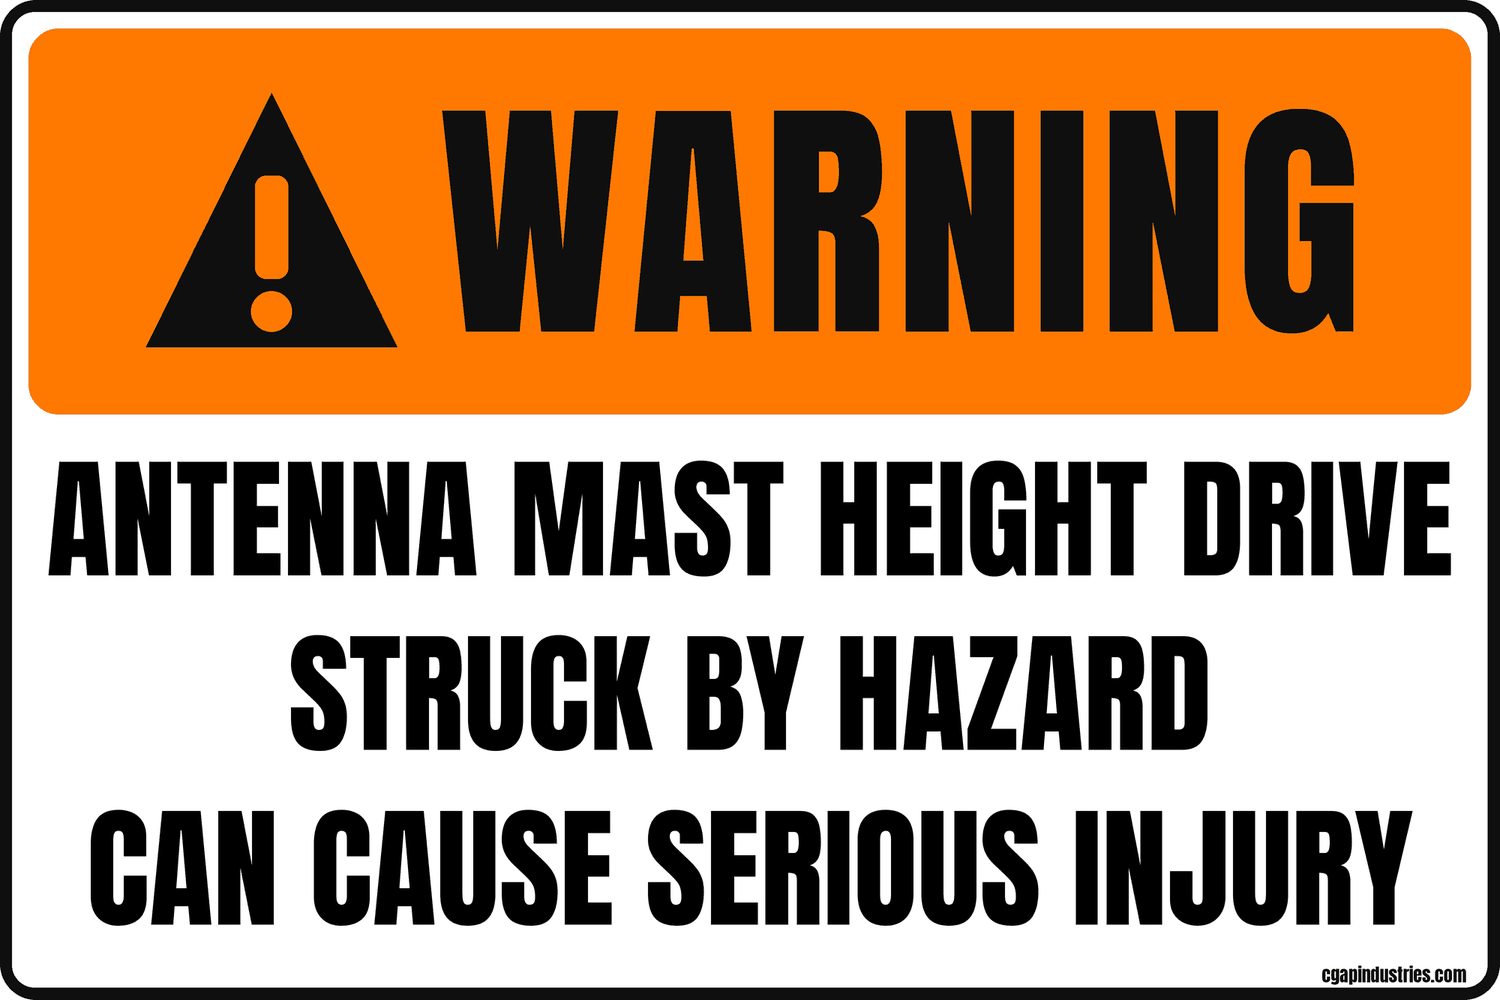 WARNING
ANTENNA MAST HEIGHT DRIVE
STRUCK BY HAZARD
CAN CAUSE SERIOUS INJURY
cgapindustries.com